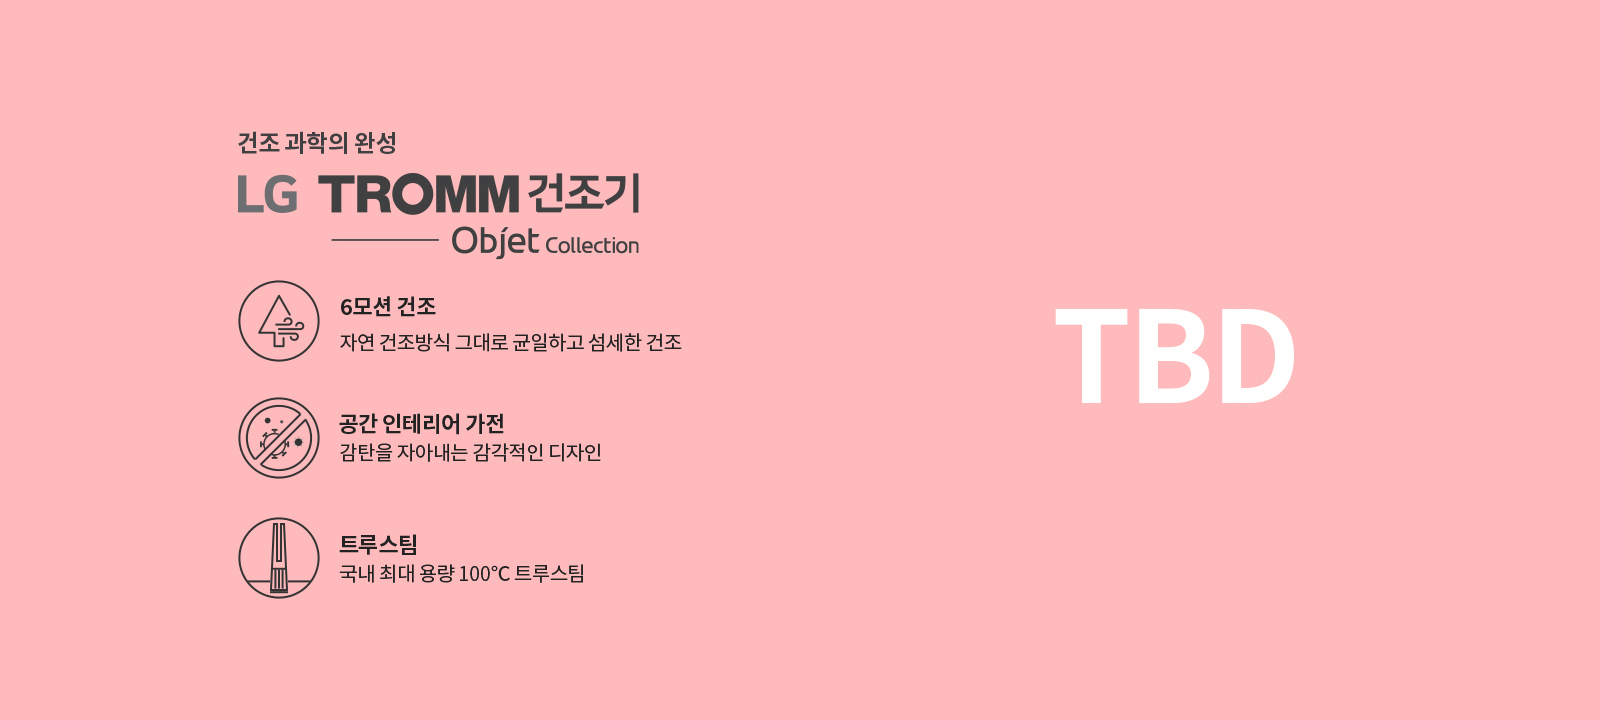 건조 과학의 완성
LG TROMM 건조기
Objet Collection
6모션 건조
자연 건조방식 그대로 균일하고 섬세한 건조
공간 인테리어 가전
감탄을 자아내는 감각적인 디자인
트루스팀
국내 최대 용량 100℃ 트루스팀
TBD